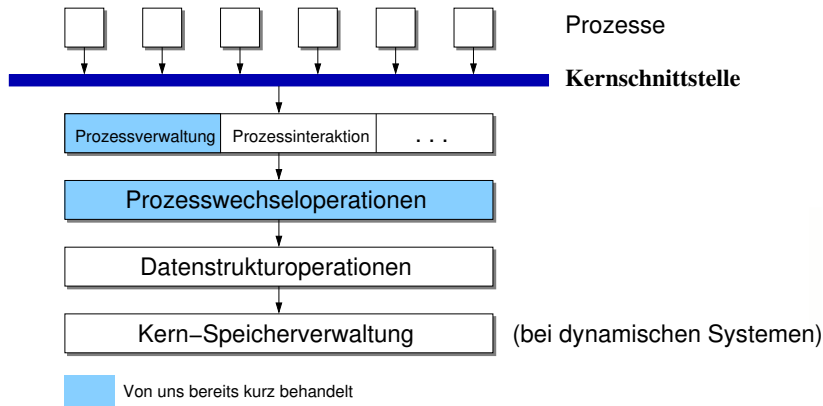 Prozesse
Kernschnittstelle
Prozessverwaltung Prozessinteraktion . . .
Prozesswechseloperationen
Datenstrukturoperationen
Kern−Speicherverwaltung (bei dynamischen Systemen)
Von uns bereits kurz behandelt